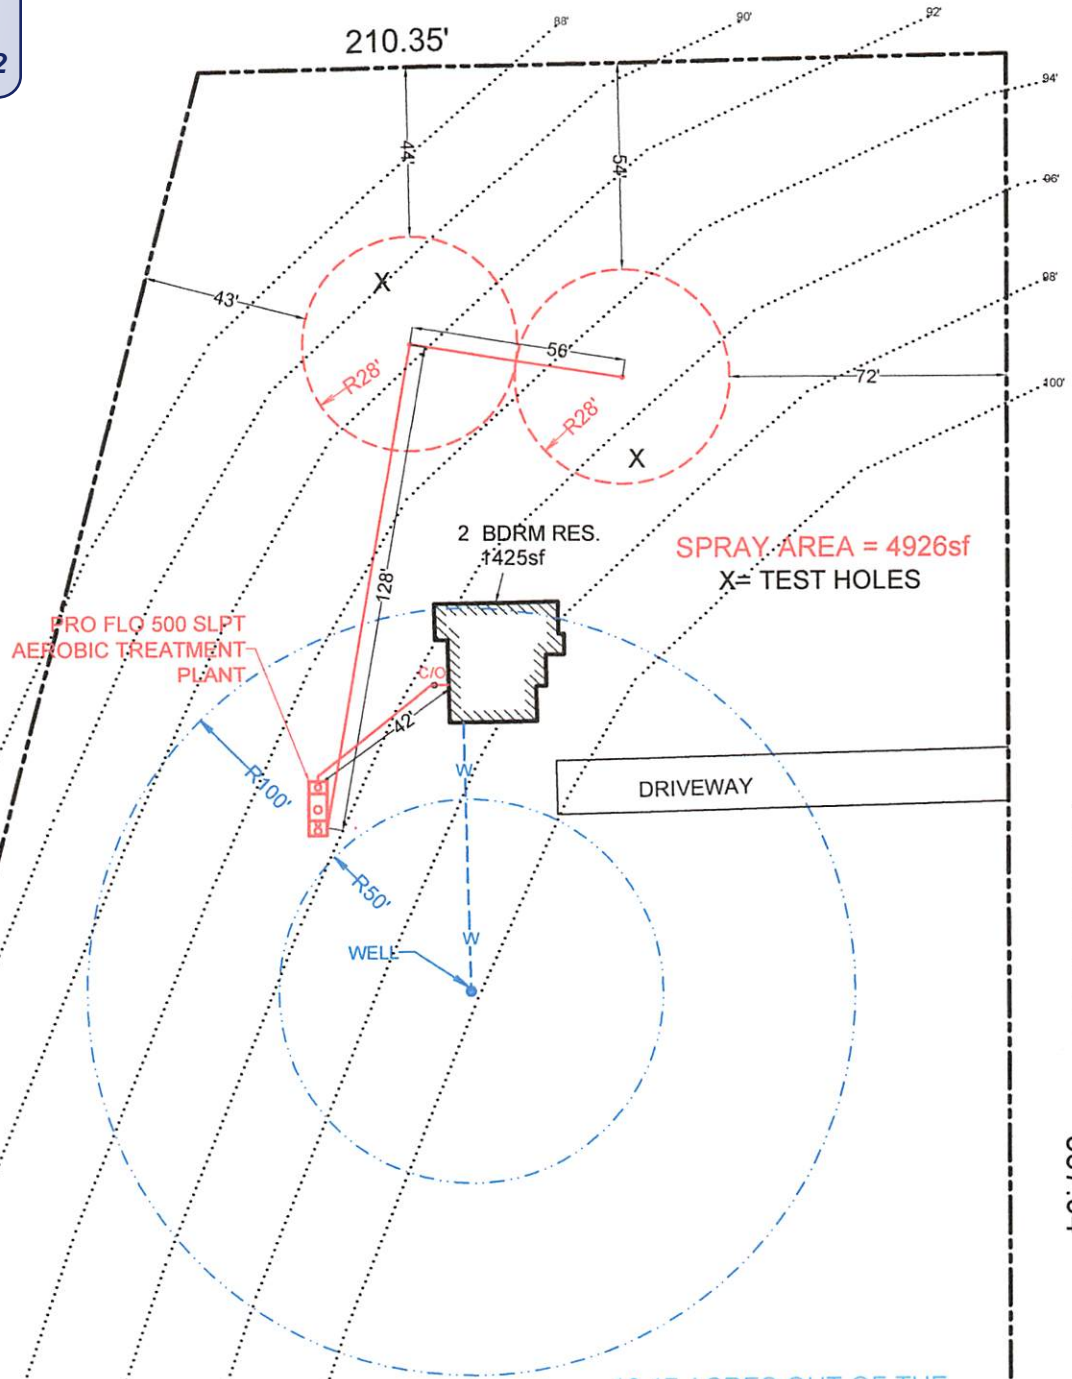 2
88'
90'
92'
210.35'
94'
44'
54'
96'
98'
43'
56'
R28'
72'
100'
R28'
X
X
2 BDRM RES.
1425sf
SPRAY AREA = 4926sf
X= TEST HOLES
128'
PRO FLO 500 SLPT
AEROBIC TREATMENT
PLANT
C/O
42'
W
R100'
DRIVEWAY
R50'
W
WELL